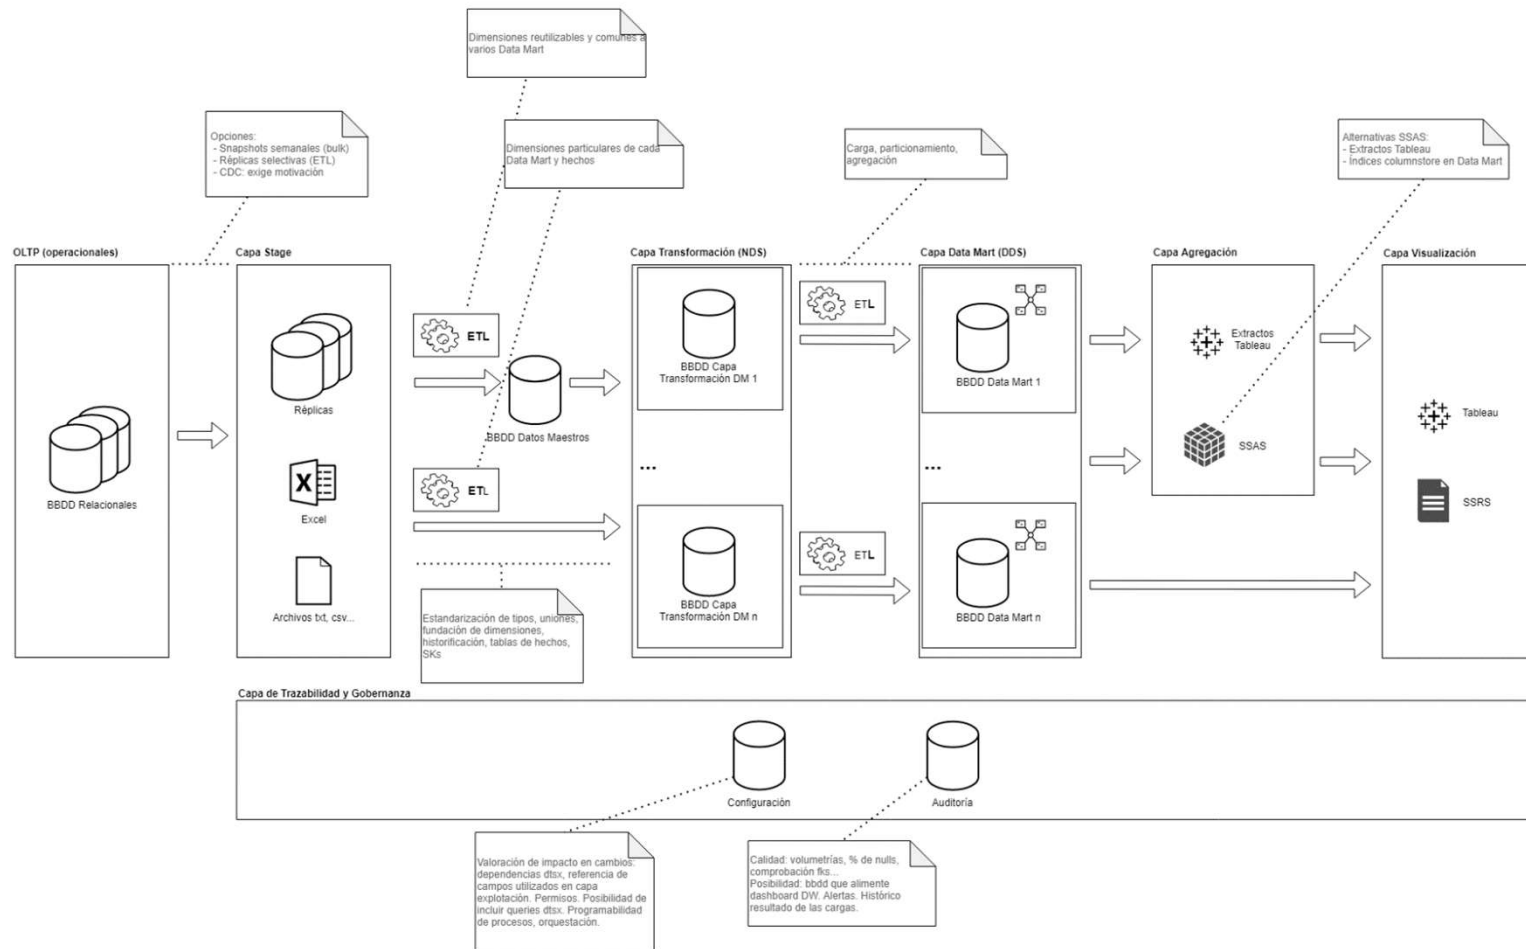 Dimensiones reutilizables y comunes a
varios Data Mart
Opciones:
- Snapshots semanales (bulk)
- Réplicas selectivas (ETL)
- CDC: exige motivación
Dimensiones particulares de cada
Data Mart y hechos
Carga, particionamiento,
agregación
Alternativas SSAS:
- Extractos Tableau
- Índices columnstore en Data Mart
OLTP (operacionales)
BBDD Relacionales
Capa Stage
Réplicas
Excel
Archivos txt, csv...
ETL
BBDD Datos Maestros
ETL
Estandarización de tipos, uniones,
fundación de dimensiones,
historificación, tablas de hechos,
SKs
Capa Transformación (NDS)
BBDD Capa
Transformación DM 1
...
BBDD Capa
Transformación DM n
ETL
ETL
Capa Data Mart (DDS)
BBDD Data Mart 1
...
BBDD Data Mart n
Capa Agregación
Extractos
Tableau
SSAS
Capa Visualización
Tableau
SSRS
Capa de Trazabilidad y Gobernanza
Configuración
Auditoría
Valoración de impacto en cambios:
dependencias dtsx, referencia de
campos utilizados en capa
explotación. Permisos. Posibilidad de
incluir queries dtsx. Programabilidad
de procesos, orquestación.
Calidad: volumetrías, % de nulls,
comprobación fks...
Posibilidad: bbdd que alimente
dashboard DW. Alertas. Histórico
resultado de las cargas.